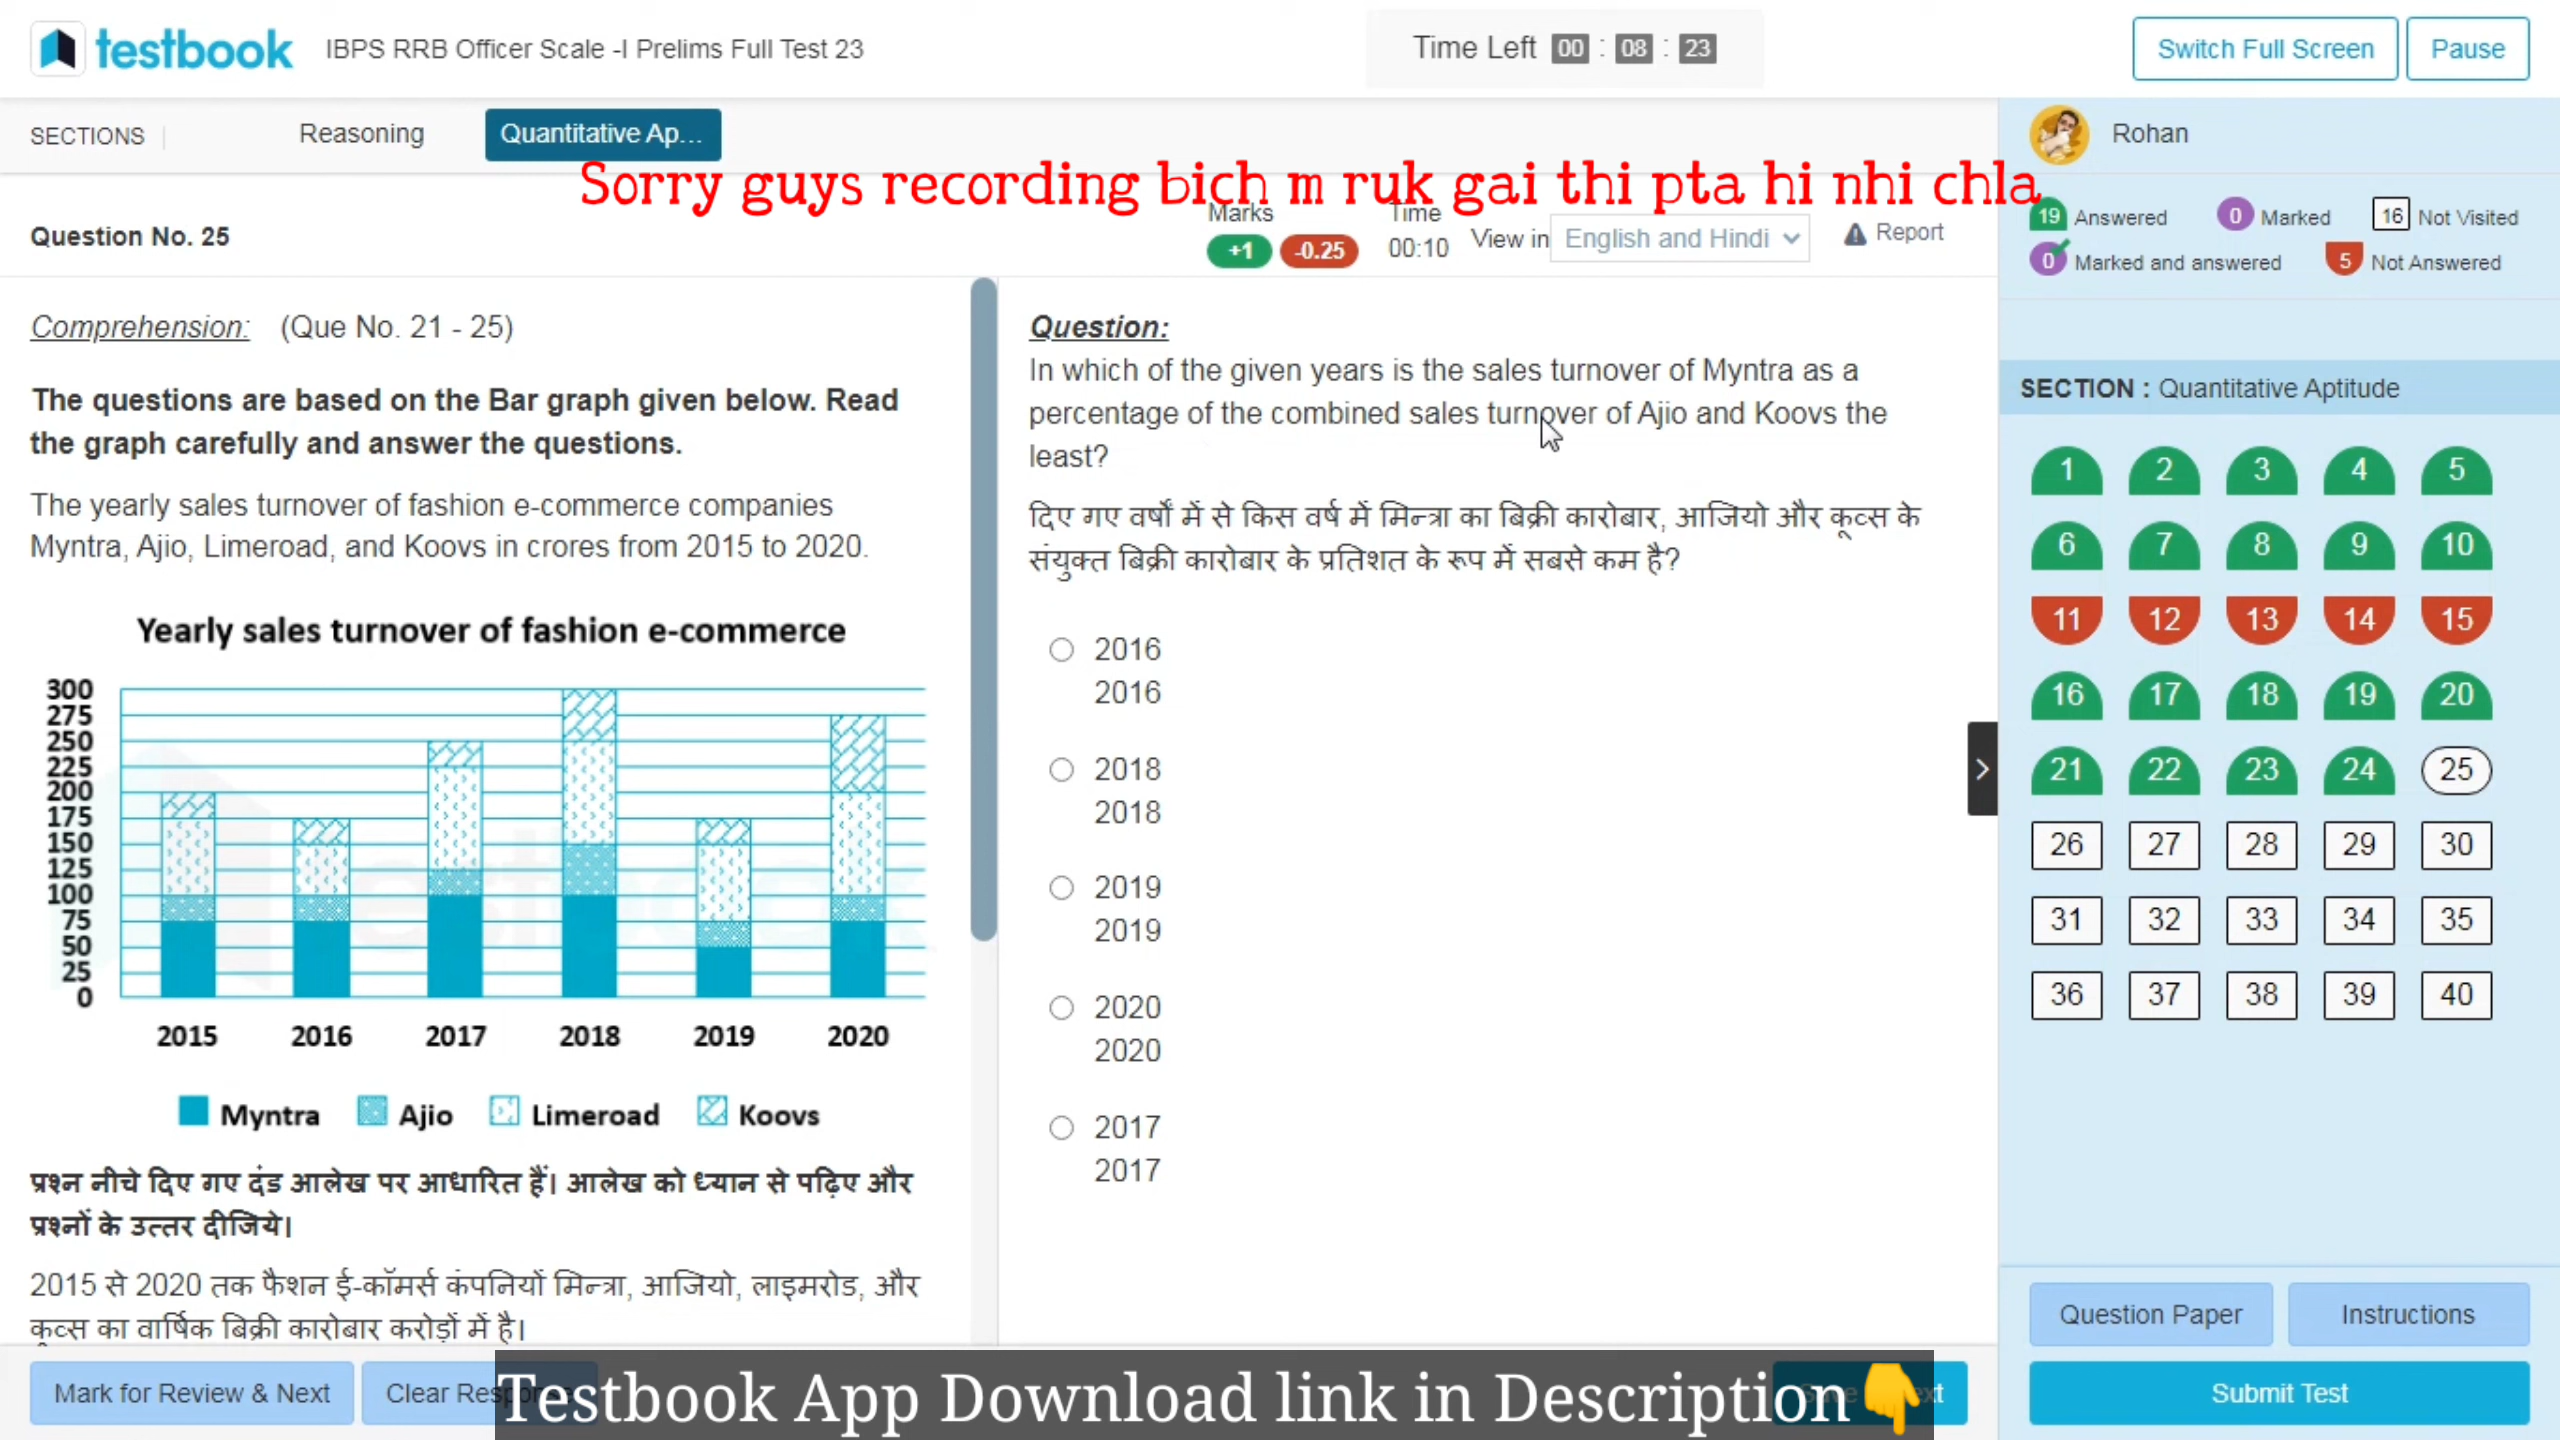 testbook
IBPS RRB Officer Scale -I Prelims Full Test 23
Time Left 00 : 08 : 23
Switch Full Screen
Pause
SECTIONS
Reasoning
Quantitative Ap...
Rohan
Sorry guys recording bich m ruk gai thi pta hi nhi chla
Question No. 25
Marks
+1 -0.25
Time
00:10
View in English and Hindi
Report
19 Answered
0 Marked
16 Not Visited
0 Marked and answered
5 Not Answered
Comprehension: (Que No. 21 - 25)
The questions are based on the Bar graph given below. Read
the graph carefully and answer the questions.
The yearly sales turnover of fashion e-commerce companies
Myntra, Ajio, Limeroad, and Koovs in crores from 2015 to 2020.
Yearly sales turnover of fashion e-commerce
300
275
250
225
200
175
150
125
100
75
50
25
0
2015 2016 2017 2018 2019 2020
Myntra Ajio Limeroad Koovs
प्रश्न नीचे दिए गए दंड आलेख पर आधारित हैं। आलेख को ध्यान से पढ़िए और
प्रश्नों के उत्तर दीजिये।
2015 से 2020 तक फैशन ई-कॉमर्स कंपनियों मिन्त्रा, आजियो, लाइमरोड, और
कूव्स का वार्षिक बिक्री कारोबार करोड़ों में है।
Question:
In which of the given years is the sales turnover of Myntra as a
percentage of the combined sales turnover of Ajio and Koovs the
least?
दिए गए वर्षों में से किस वर्ष में मिन्त्रा का बिक्री कारोबार, आजियो और कूव्स के
संयुक्त बिक्री कारोबार के प्रतिशत के रूप में सबसे कम है?
2016
2016
2018
2018
2019
2019
2020
2020
2017
2017
SECTION : Quantitative Aptitude
1 2 3 4 5
6 7 8 9 10
11 12 13 14 15
16 17 18 19 20
21 22 23 24 25
26 27 28 29 30
31 32 33 34 35
36 37 38 39 40
Question Paper
Instructions
Mark for Review & Next
Clear Response
Testbook App Download link in Description
Submit Test